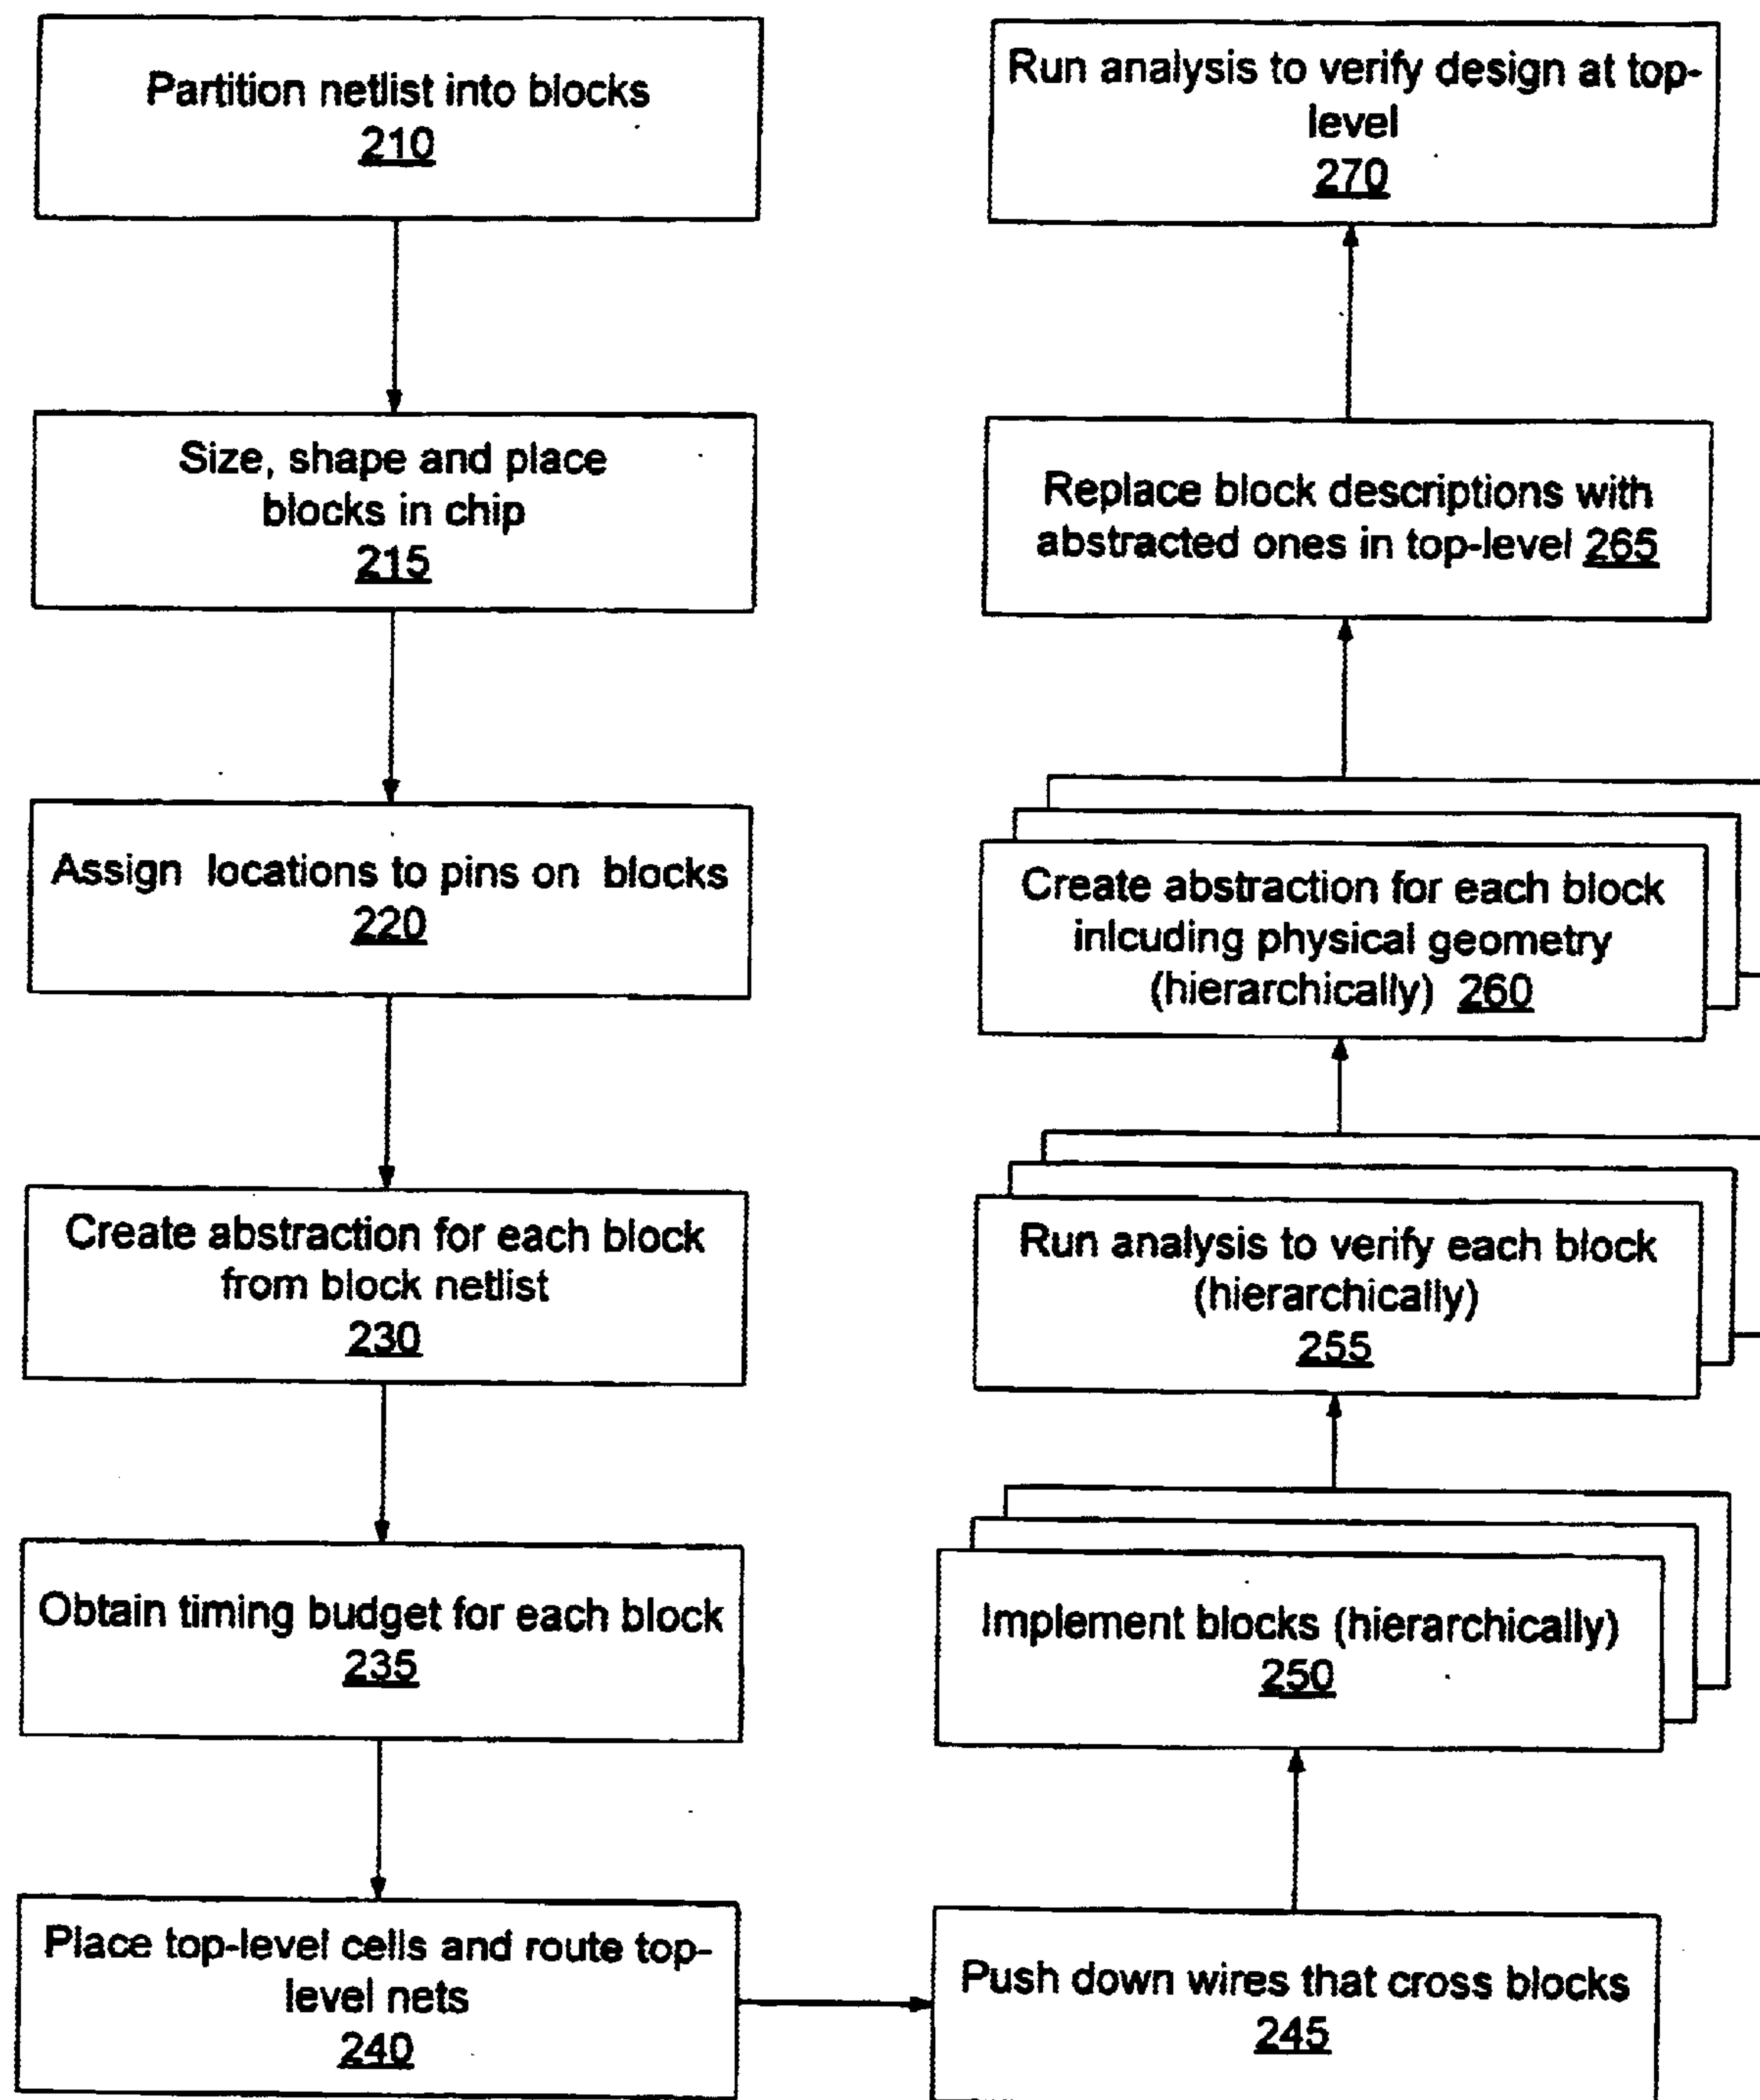 Partition netlist into blocks
210
Size, shape and place
blocks in chip
215
Assign locations to pins on blocks
220
Create abstraction for each block
from block netlist
230
Obtain timing budget for each block
235
Place top-level cells and route top-
level nets
240
Push down wires that cross blocks
245
Implement blocks (hierarchically)
250
Run analysis to verify each block
(hierarchically)
255
Create abstraction for each block
inlcuding physical geometry
(hierarchically) 260
Replace block descriptions with
abstracted ones in top-level 265
Run analysis to verify design at top-
level
270